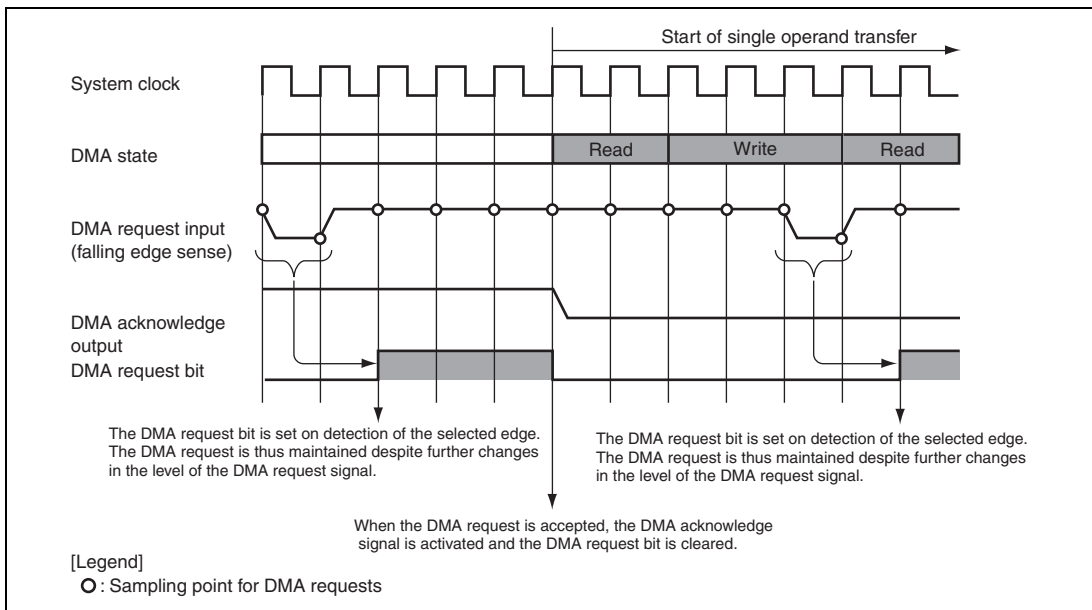 Start of single operand transfer
System clock
DMA state
Read
Write
Read
DMA request input
(falling edge sense)
DMA acknowledge
output
DMA request bit
The DMA request bit is set on detection of the selected edge.
The DMA request is thus maintained despite further changes
in the level of the DMA request signal.
The DMA request bit is set on detection of the selected edge.
The DMA request is thus maintained despite further changes
in the level of the DMA request signal.
When the DMA request is accepted, the DMA acknowledge
signal is activated and the DMA request bit is cleared.
[Legend]
: Sampling point for DMA requests